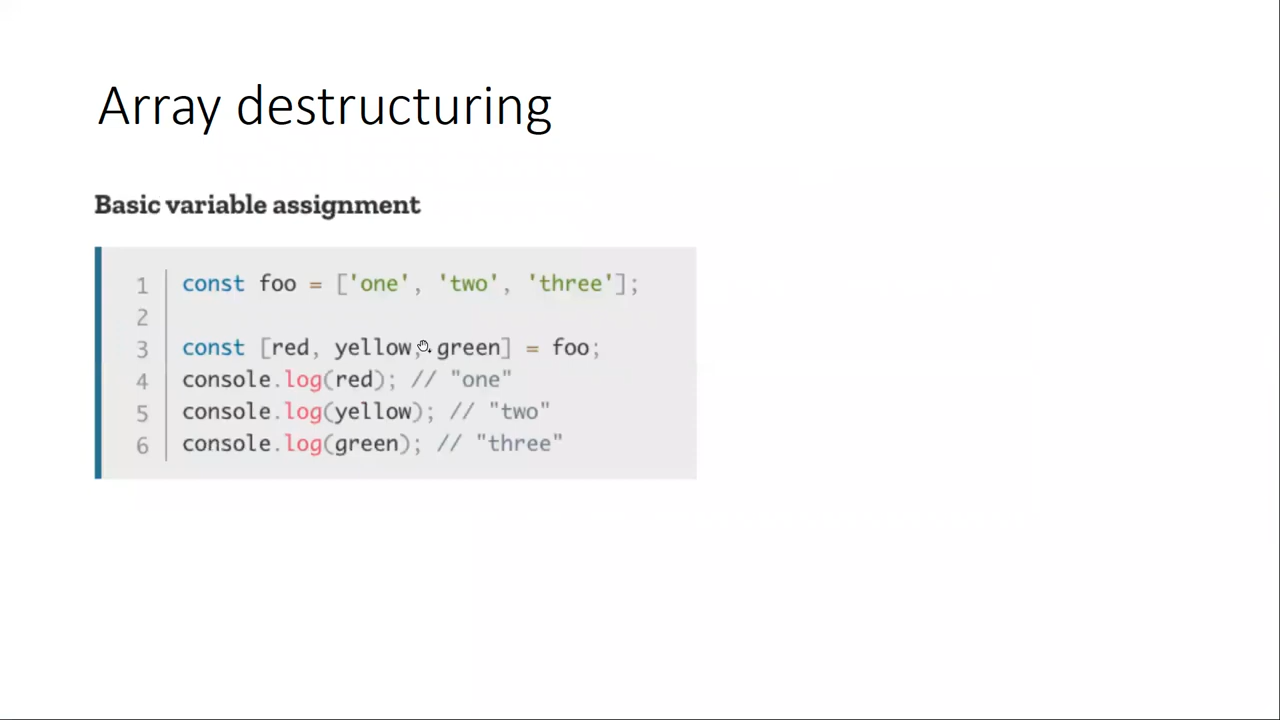 Array destructuring
Basic variable assignment
1 const foo = ['one', 'two', 'three'];
2
3 const [red, yellow, green] = foo;
4 console.log(red); // "one"
5 console.log(yellow); // "two"
6 console.log(green); // "three"